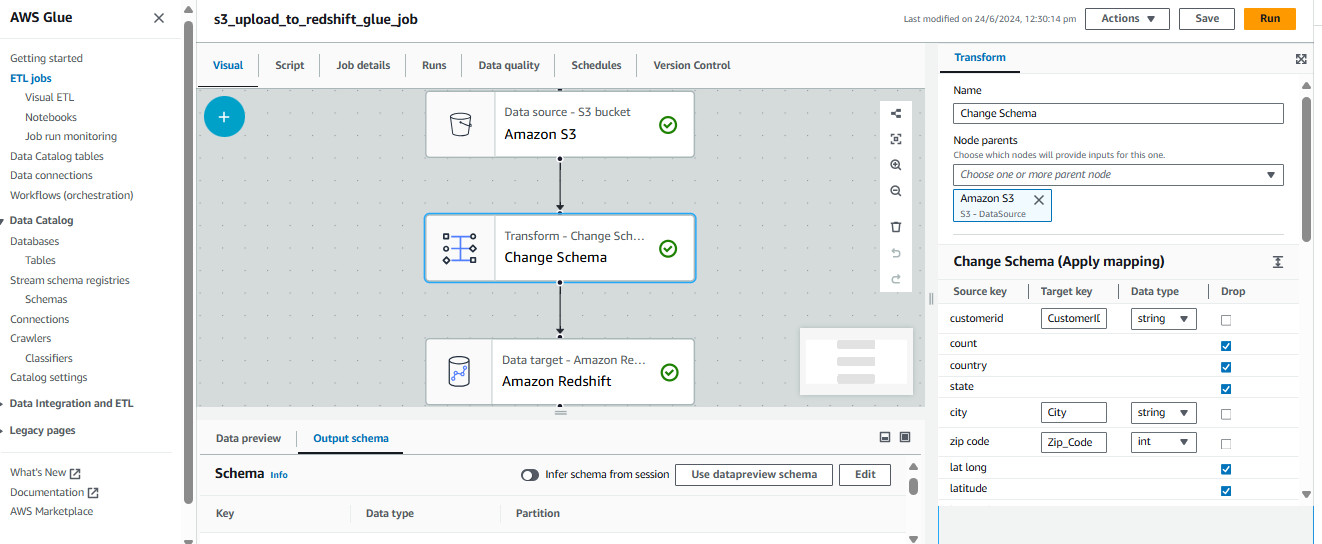 AWS Glue
Getting started
ETL jobs
Visual ETL
Notebooks
Job run monitoring
Data Catalog tables
Data connections
Workflows (orchestration)
Data Catalog
Databases
Tables
Stream schema registries
Schemas
Connections
Crawlers
Classifiers
Catalog settings
Data Integration and ETL
Legacy pages
What's New
Documentation
AWS Marketplace
s3_upload_to_redshift_glue_job
Last modified on 24/6/2024, 12:30:14 pm
Actions
Save
Run
Visual
Script
Job details
Runs
Data quality
Schedules
Version Control
Data source - S3 bucket
Amazon S3
Transform - Change Sch...
Change Schema
Data target - Amazon Re...
Amazon Redshift
Data preview
Output schema
Schema Info
Infer schema from session
Use datapreview schema
Edit
Key Data type Partition
Transform
Name
Change Schema
Node parents
Choose which nodes will provide inputs for this one.
Choose one or more parent node
Amazon S3
S3 - DataSource
Change Schema (Apply mapping)
Source key Target key Data type Drop
customerid CustomerID string
count
country
state
city City string
zip code Zip_Code int
lat long
latitude